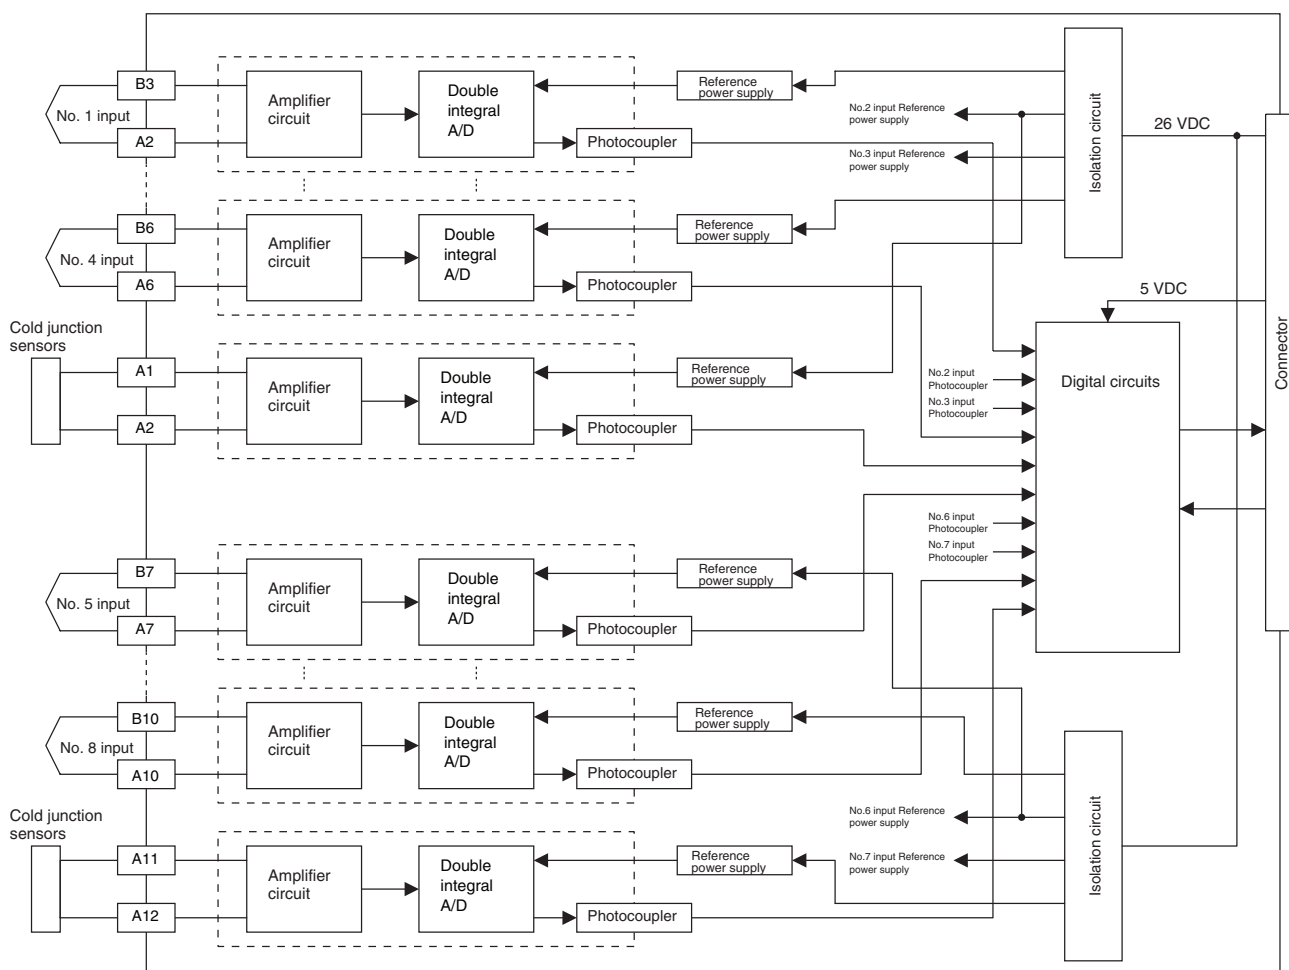 B3
No. 1 input
A2
Amplifier
circuit
Double
integral
A/D
Photocoupler
Reference
power supply
No.2 input Reference
power supply
No.3 input Reference
power supply
Isolation circuit
26 VDC
B6
No. 4 input
A6
Amplifier
circuit
Double
integral
A/D
Photocoupler
Reference
power supply
5 VDC
Connector
Cold junction
sensors
A1
A2
Amplifier
circuit
Double
integral
A/D
Photocoupler
Reference
power supply
No.2 input
Photocoupler
No.3 input
Photocoupler
Digital circuits
No.6 input
Photocoupler
No.7 input
Photocoupler
B7
No. 5 input
A7
Amplifier
circuit
Double
integral
A/D
Photocoupler
Reference
power supply
B10
No. 8 input
A10
Amplifier
circuit
Double
integral
A/D
Photocoupler
Reference
power supply
No.6 input Reference
power supply
No.7 input Reference
power supply
Isolation circuit
Cold junction
sensors
A11
A12
Amplifier
circuit
Double
integral
A/D
Photocoupler
Reference
power supply